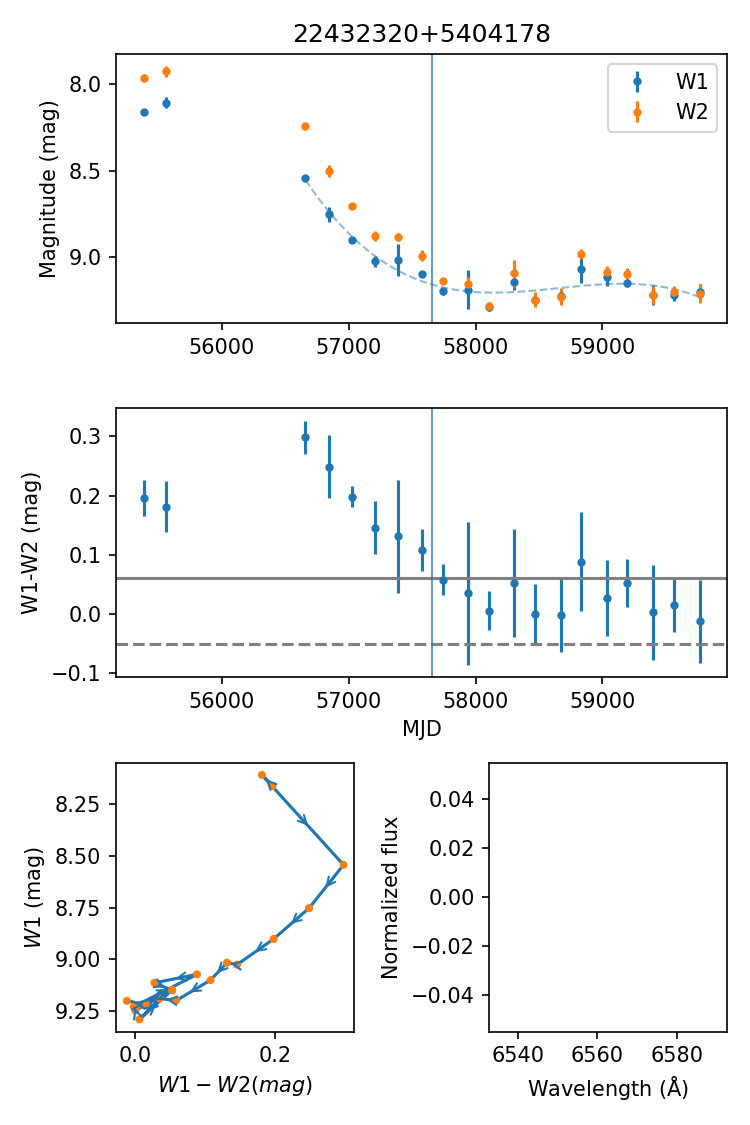 22432320+5404178
W1
W2
Magnitude (mag)
8.0
8.5
9.0
56000 57000 58000 59000
W1-W2 (mag)
0.3
0.2
0.1
0.0
−0.1
56000 57000 58000 59000
MJD
W1 (mag)
8.25
8.50
8.75
9.00
9.25
0.0 0.2
W1 − W2(mag)
Normalized flux
0.04
0.02
0.00
−0.02
−0.04
6540 6560 6580
Wavelength (Å)